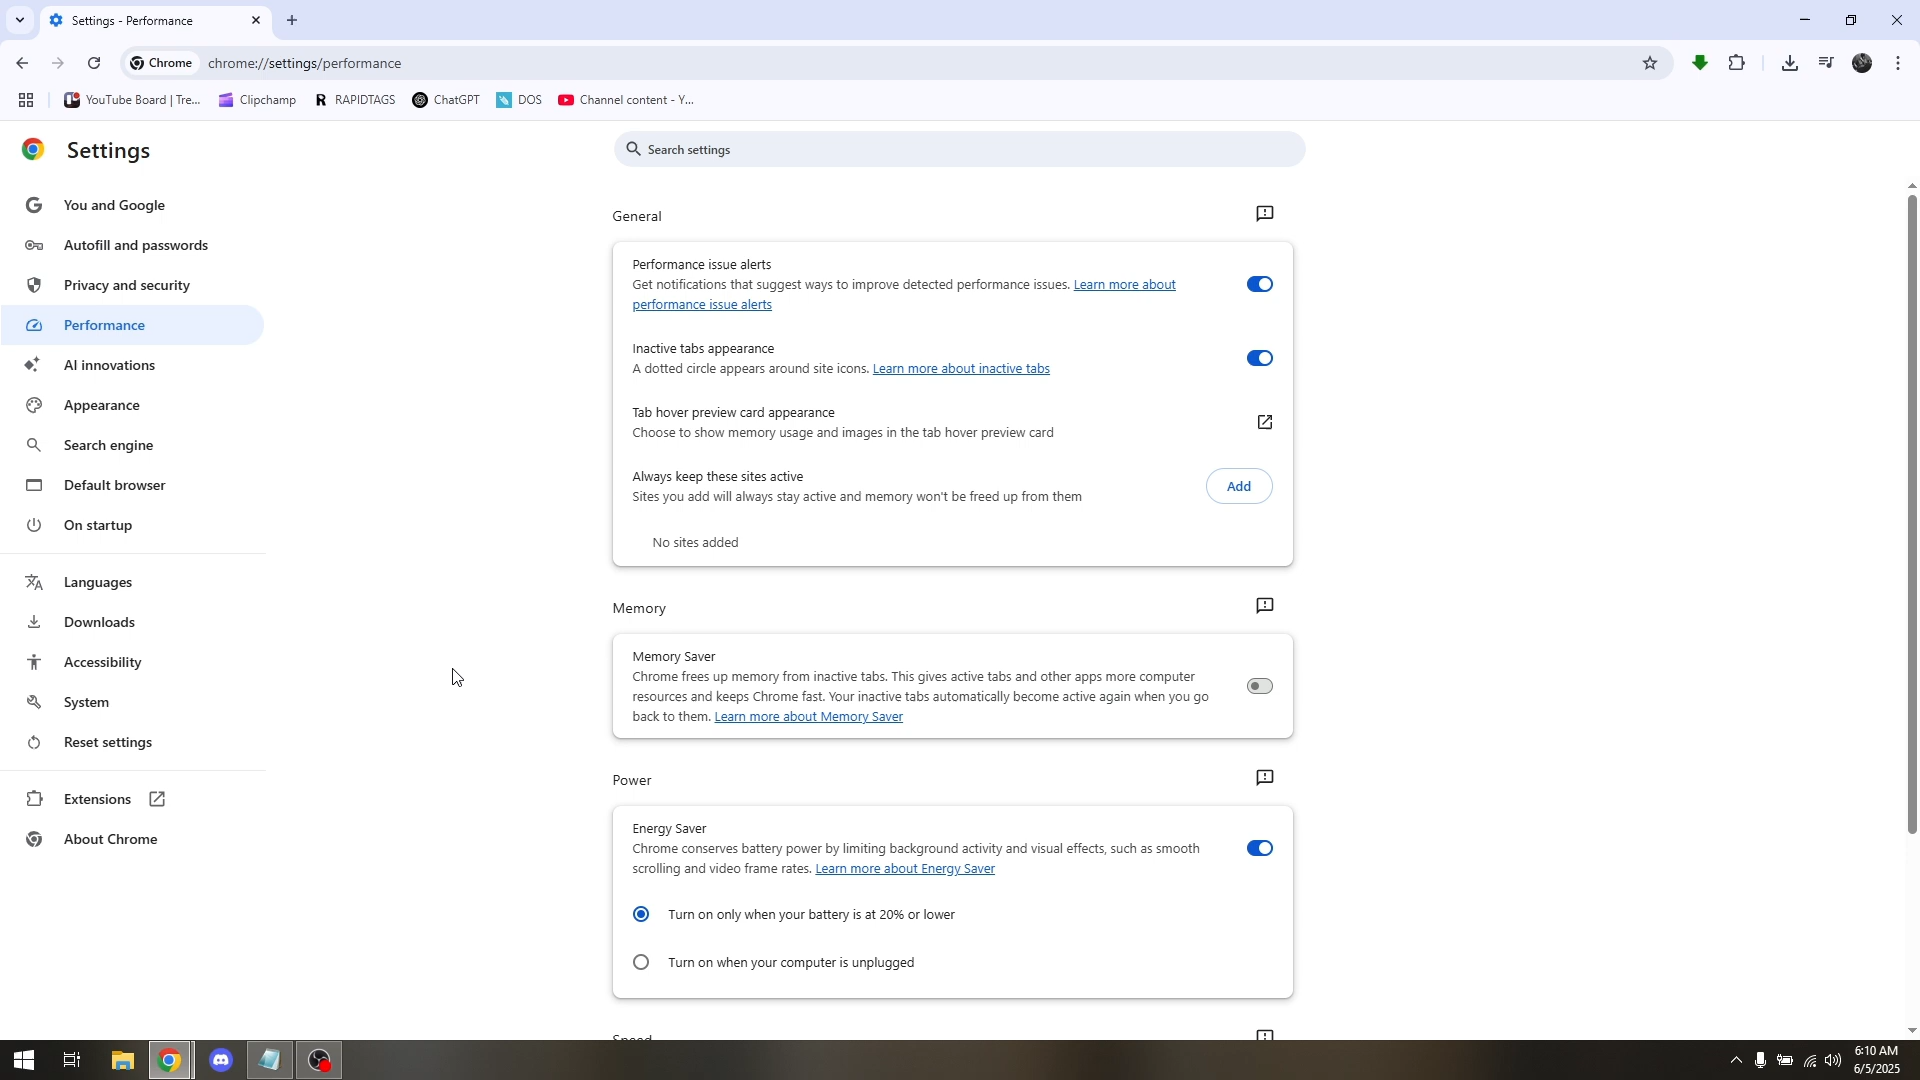 Settings - Performance
Chrome
chrome://settings/performance
YouTube Board | Tre...
Clipchamp
RAPIDTAGS
ChatGPT
DOS
Channel content - Y...
Settings
Search settings
You and Google
Autofill and passwords
Privacy and security
Performance
AI innovations
Appearance
Search engine
Default browser
On startup
Languages
Downloads
Accessibility
System
Reset settings
Extensions
About Chrome
General
Performance issue alerts
Get notifications that suggest ways to improve detected performance issues. Learn more about
performance issue alerts
Inactive tabs appearance
A dotted circle appears around site icons. Learn more about inactive tabs
Tab hover preview card appearance
Choose to show memory usage and images in the tab hover preview card
Always keep these sites active
Sites you add will always stay active and memory won't be freed up from them
Add
No sites added
Memory
Memory Saver
Chrome frees up memory from inactive tabs. This gives active tabs and other apps more computer
resources and keeps Chrome fast. Your inactive tabs automatically become active again when you go
back to them. Learn more about Memory Saver
Power
Energy Saver
Chrome conserves battery power by limiting background activity and visual effects, such as smooth
scrolling and video frame rates. Learn more about Energy Saver
Turn on only when your battery is at 20% or lower
Turn on when your computer is unplugged
Speed
6:10 AM
6/5/2025